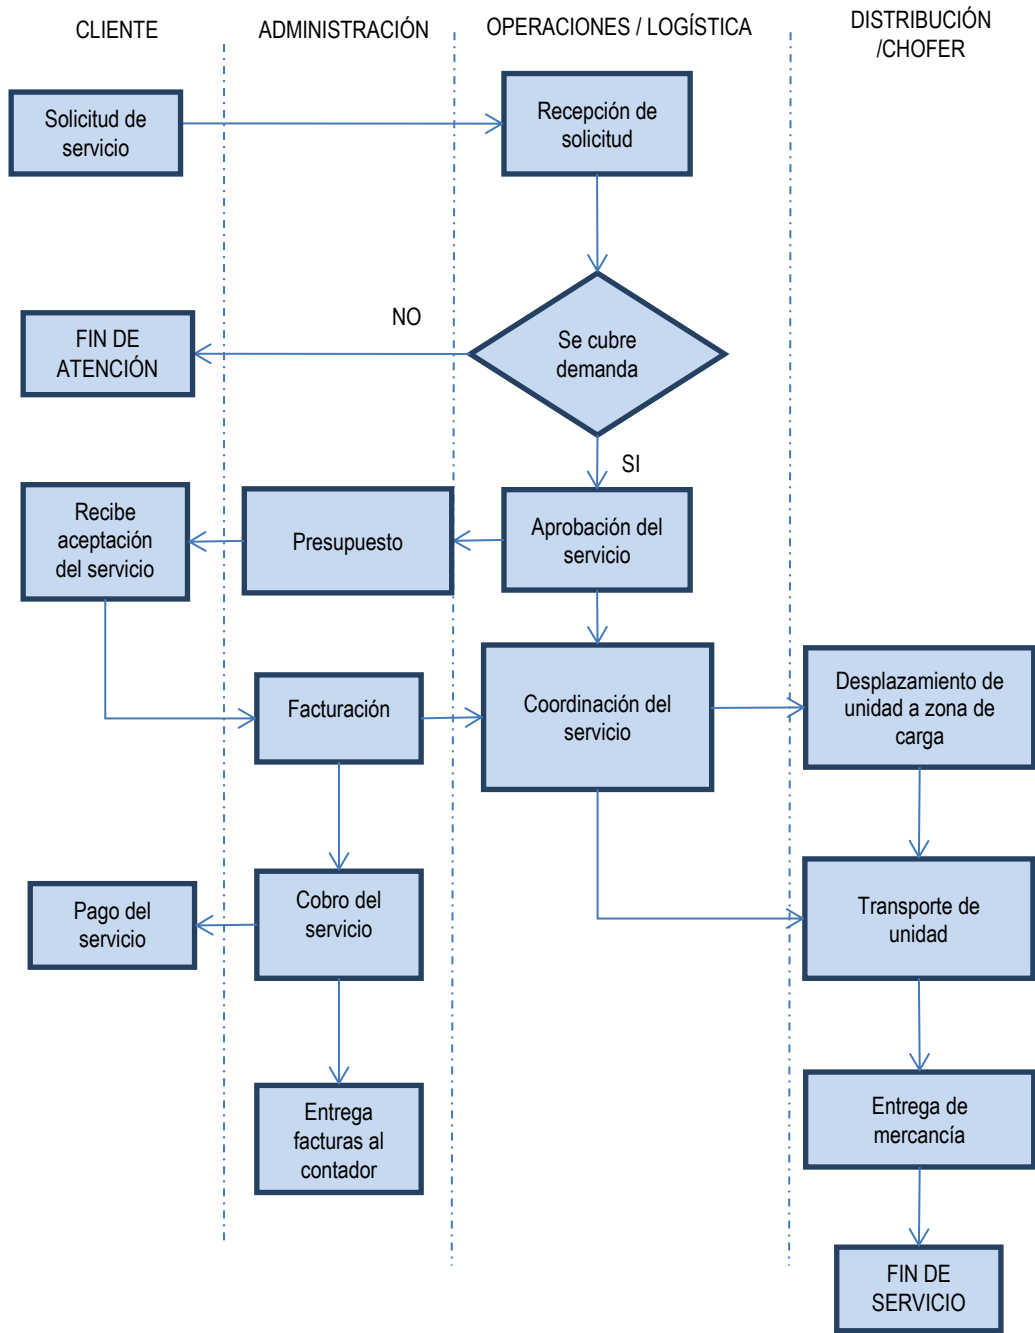 CLIENTE
ADMINISTRACIÓN
OPERACIONES / LOGÍSTICA
DISTRIBUCIÓN
/CHOFER
Solicitud de
servicio
Recepción de
solicitud
NO
FIN DE
ATENCIÓN
Se cubre
demanda
SI
Recibe
aceptación
del servicio
Presupuesto
Aprobación del
servicio
Facturación
Coordinación del
servicio
Desplazamiento de
unidad a zona de
carga
Pago del
servicio
Cobro del
servicio
Transporte de
unidad
Entrega
facturas al
contador
Entrega de
mercancía
FIN DE
SERVICIO